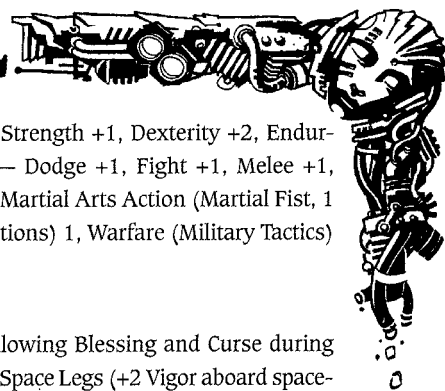 Strength +1, Dexterity +2, Endur-
— Dodge +1, Fight +1, Melee +1,
Martial Arts Action (Martial Fist, 1
tions) 1, Warfare (Military Tactics)
lowing Blessing and Curse during
Space Legs (+2 Vigor aboard space-